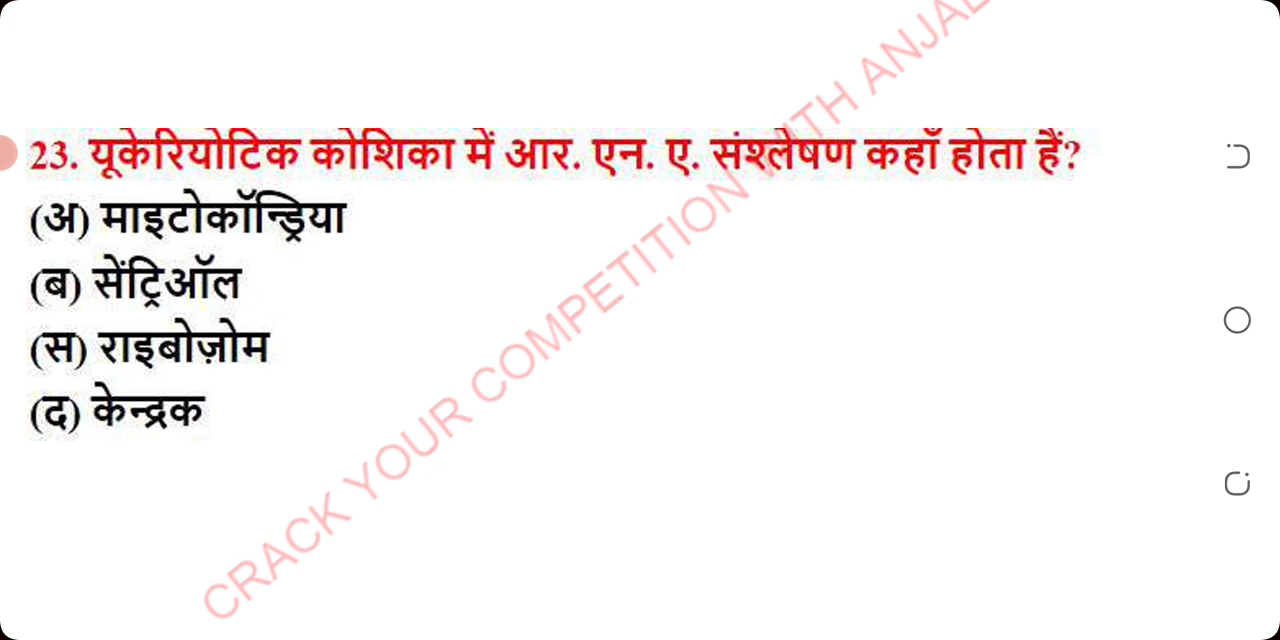 23. यूकेरियोटिक कोशिका में आर. एन. ए. संश्लेषण कहाँ होता हैं?
(अ) माइटोकॉन्ड्रिया
(ब) सेंट्रिऑल
(स) राइबोज़ोम
(द) केन्द्रक
CRACK YOUR COMPETITION WITH ANJAL